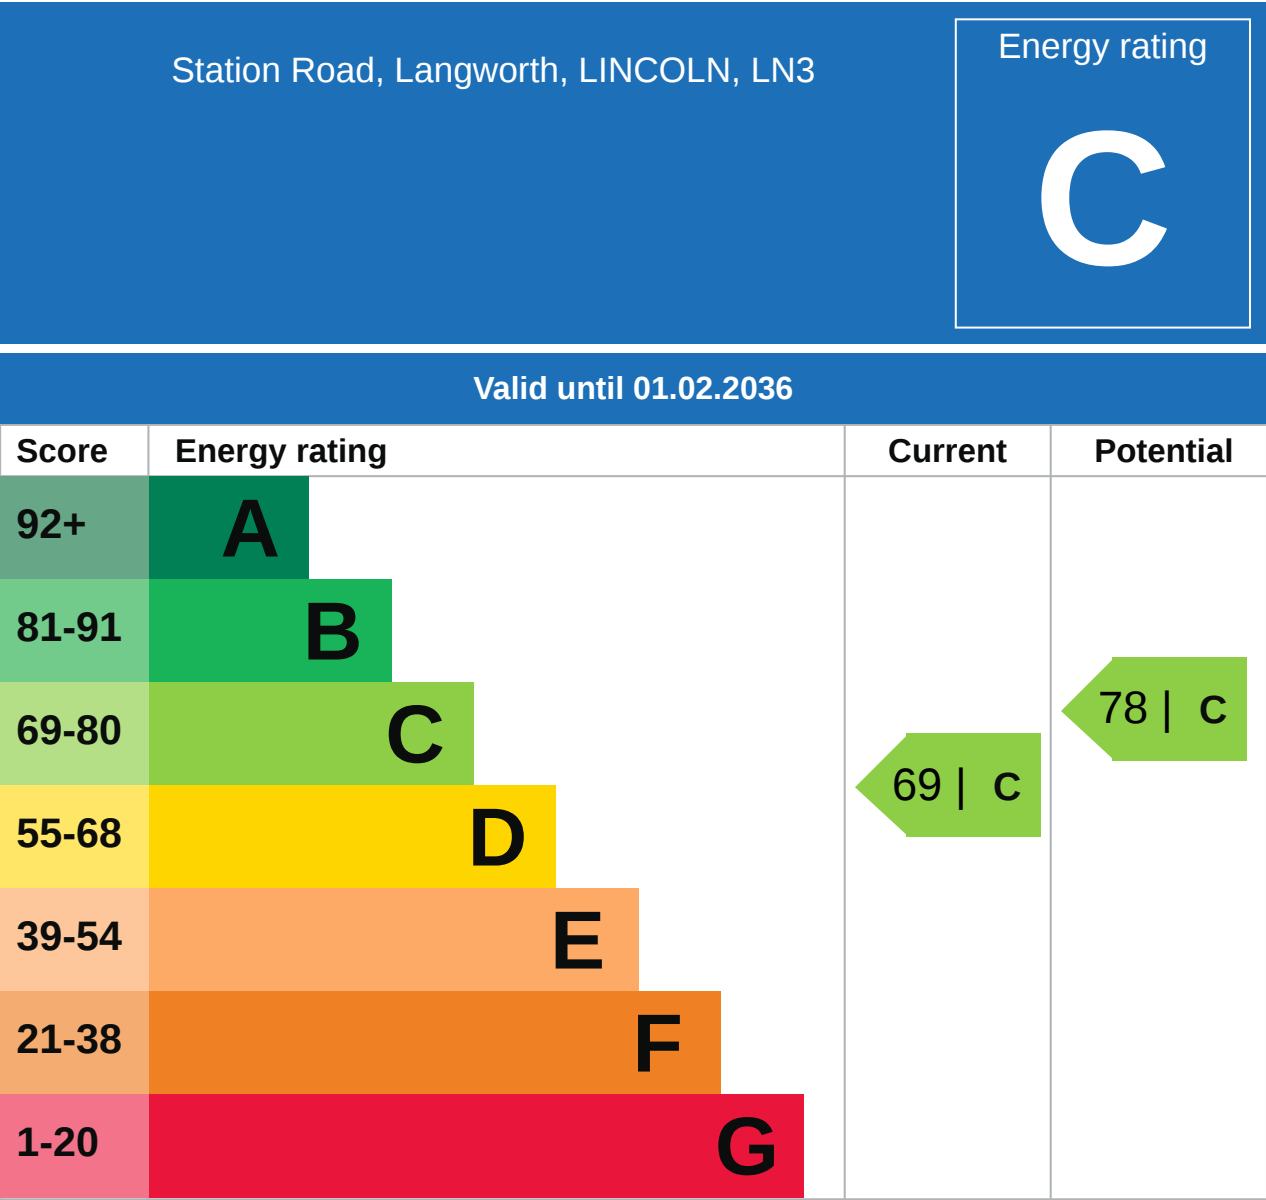 Station Road, Langworth, LINCOLN, LN3
Energy rating
C
Valid until 01.02.2036
Score Energy rating Current Potential
92+ A
81-91 B
69-80 C
78 | C
69 | C
55-68 D
39-54 E
21-38 F
1-20 G